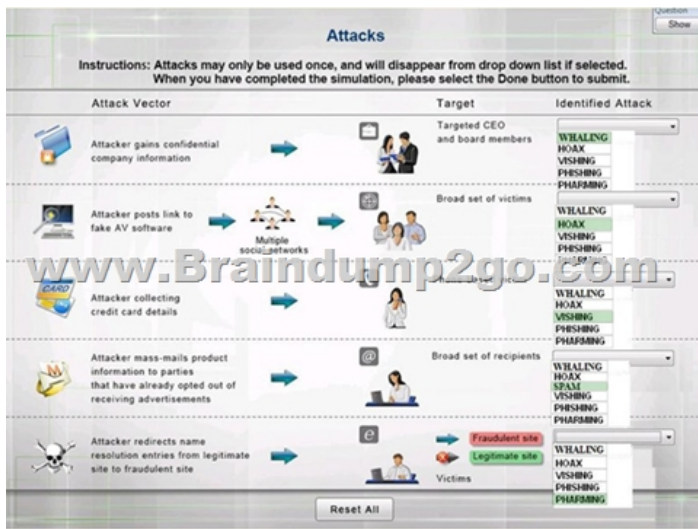 Question
Show
Attacks
Instructions: Attacks may only be used once, and will disappear from drop down list if selected.
When you have completed the simulation, please select the Done button to submit.
Attack Vector
Target
Identified Attack
Attacker gains confidential
company information
Targeted CEO
and board members
WHALING
HOAX
VISHING
PHISHING
PHARMING
Attacker posts link to
fake AV software
Multiple
social networks
Broad set of victims
WHALING
HOAX
VISHING
PHISHING
www.Braindump2go.com
CARD
Attacker collecting
credit card details
WHALING
HOAX
VISHING
PHISHING
PHARMING
Attacker mass-mails product
information to parties
that have already opted out of
receiving advertisements
@
Broad set of recipients
WHALING
HOAX
SPAM
VISHING
PHISHING
PHARMING
Attacker redirects name
resolution entries from legitimate
site to fraudulent site
e
Fraudulent site
Legitimate site
Victims
WHALING
HOAX
VISHING
PHISHING
PHARMING
Reset All